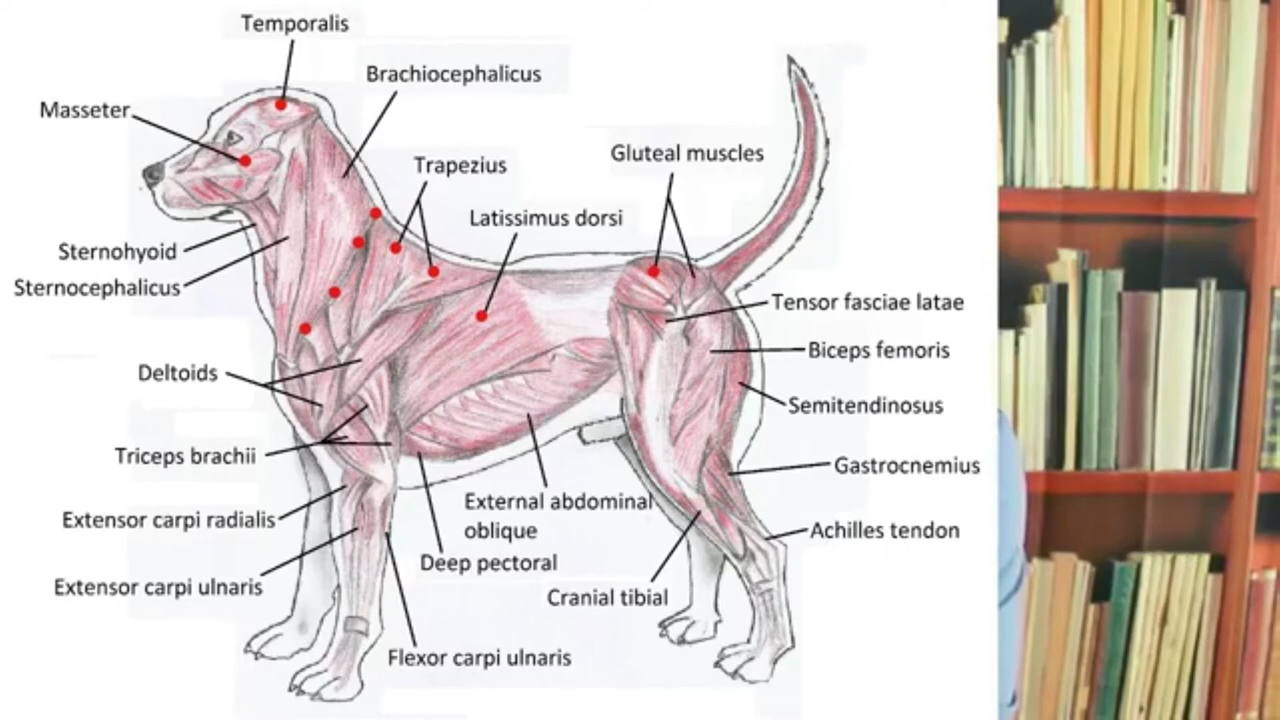 Temporalis
Brachiocephalicus
Masseter
Trapezius
Gluteal muscles
Latissimus dorsi
Sternohyoid
Sternocephalicus
Tensor fasciae latae
Biceps femoris
Deltoids
Semitendinosus
Triceps brachii
Gastrocnemius
External abdominal
oblique
Extensor carpi radialis
Achilles tendon
Deep pectoral
Extensor carpi ulnaris
Cranial tibial
Flexor carpi ulnaris